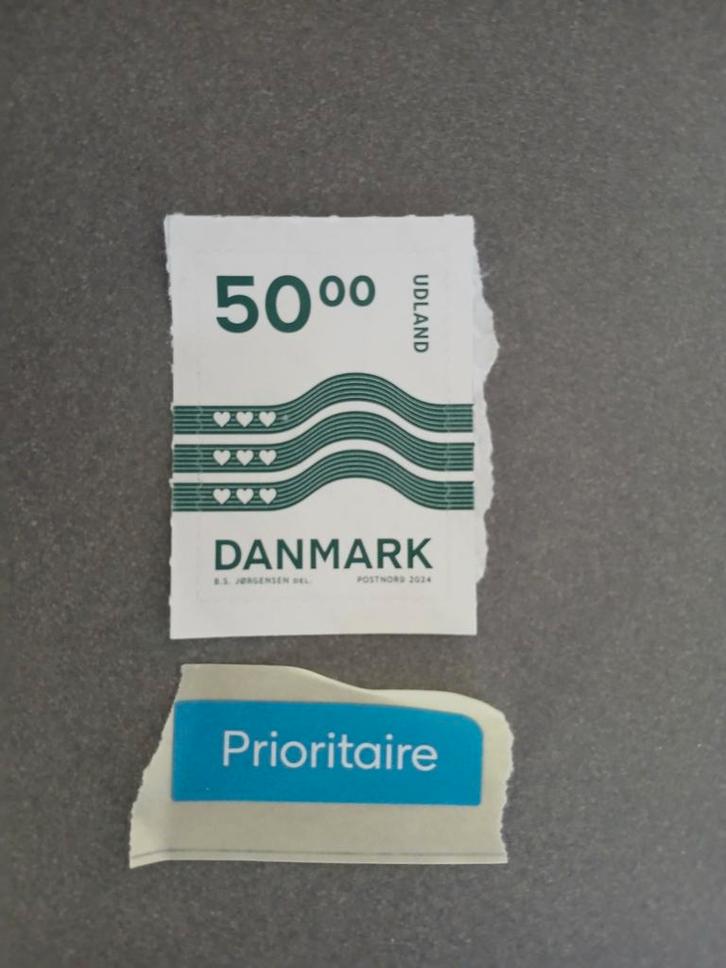 50⁰⁰
UDLAND
DANMARK
B.S. JØRGENSEN DEL. POSTNORD 2024
Prioritaire